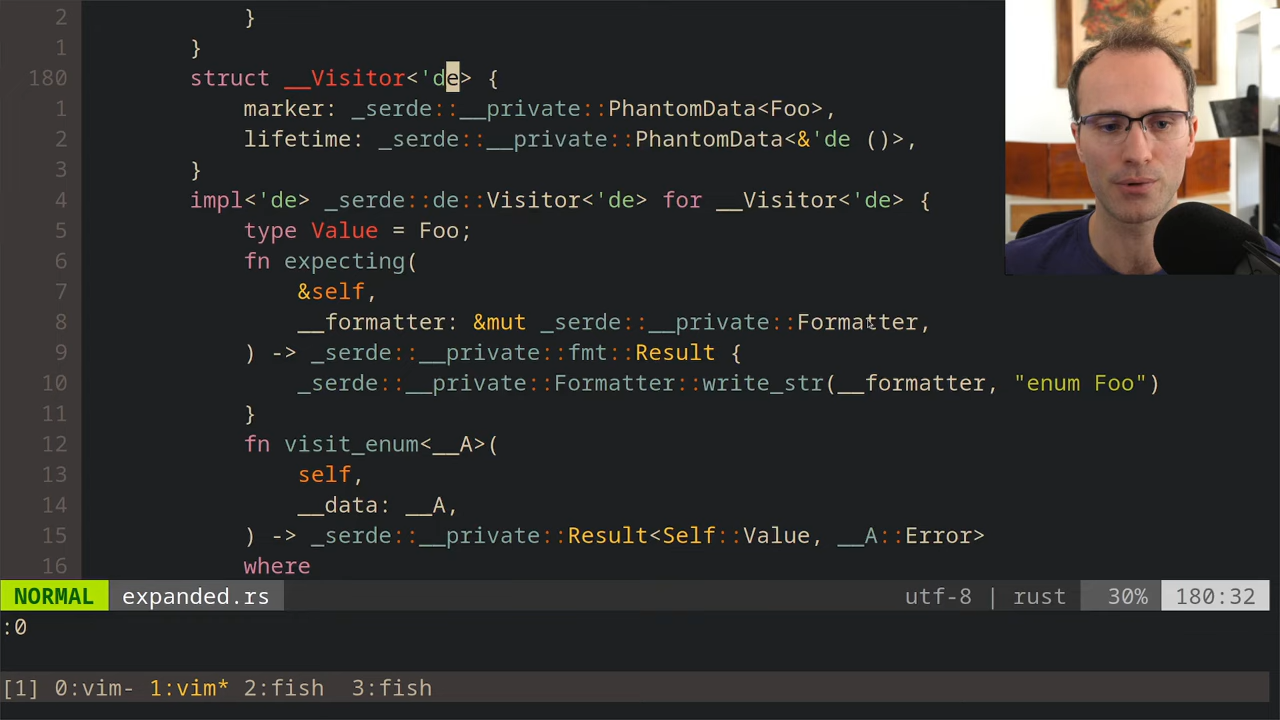 2 }
1 }
180 struct __Visitor<'de> {
1 marker: _serde::__private::PhantomData<Foo>,
2 lifetime: _serde::__private::PhantomData<&'de ()>,
3 }
4 impl<'de> _serde::de::Visitor<'de> for __Visitor<'de> {
5 type Value = Foo;
6 fn expecting(
7 &self,
8 __formatter: &mut _serde::__private::Formatter,
9 ) -> _serde::__private::fmt::Result {
10 _serde::__private::Formatter::write_str(__formatter, "enum Foo")
11 }
12 fn visit_enum<__A>(
13 self,
14 __data: __A,
15 ) -> _serde::__private::Result<Self::Value, __A::Error>
16 where
NORMAL expanded.rs utf-8 | rust 30% 180:32
:0
[1] 0:vim- 1:vim* 2:fish 3:fish